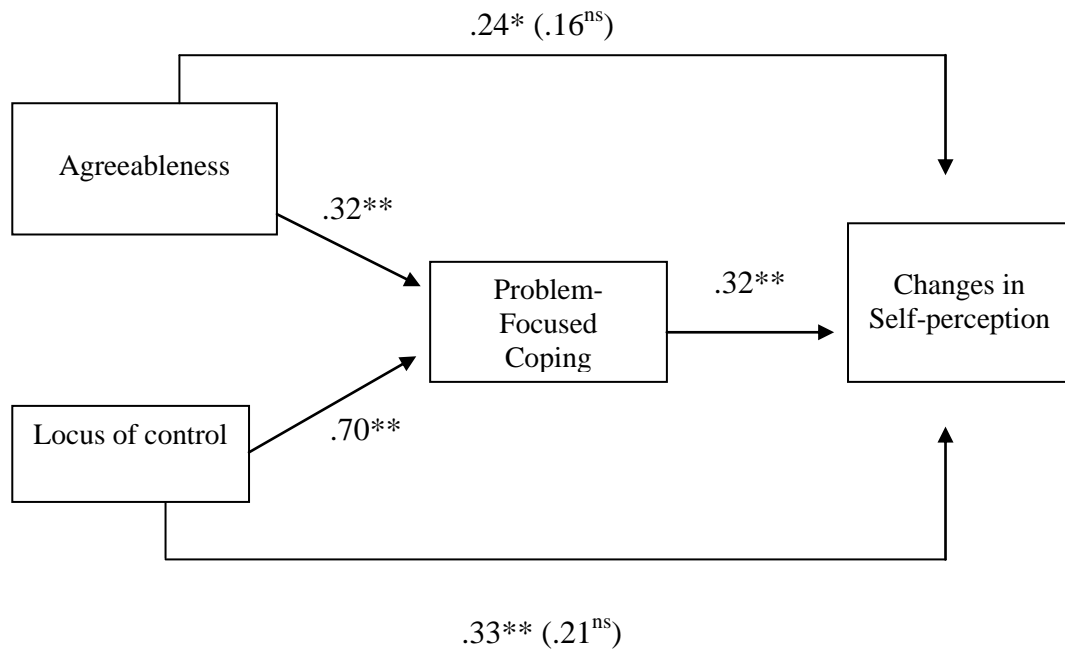 .24* (.16ns)
Agreeableness
.32**
Problem-
Focused
Coping
.32**
Changes in
Self-perception
Locus of control
.70**
.33** (.21ns)